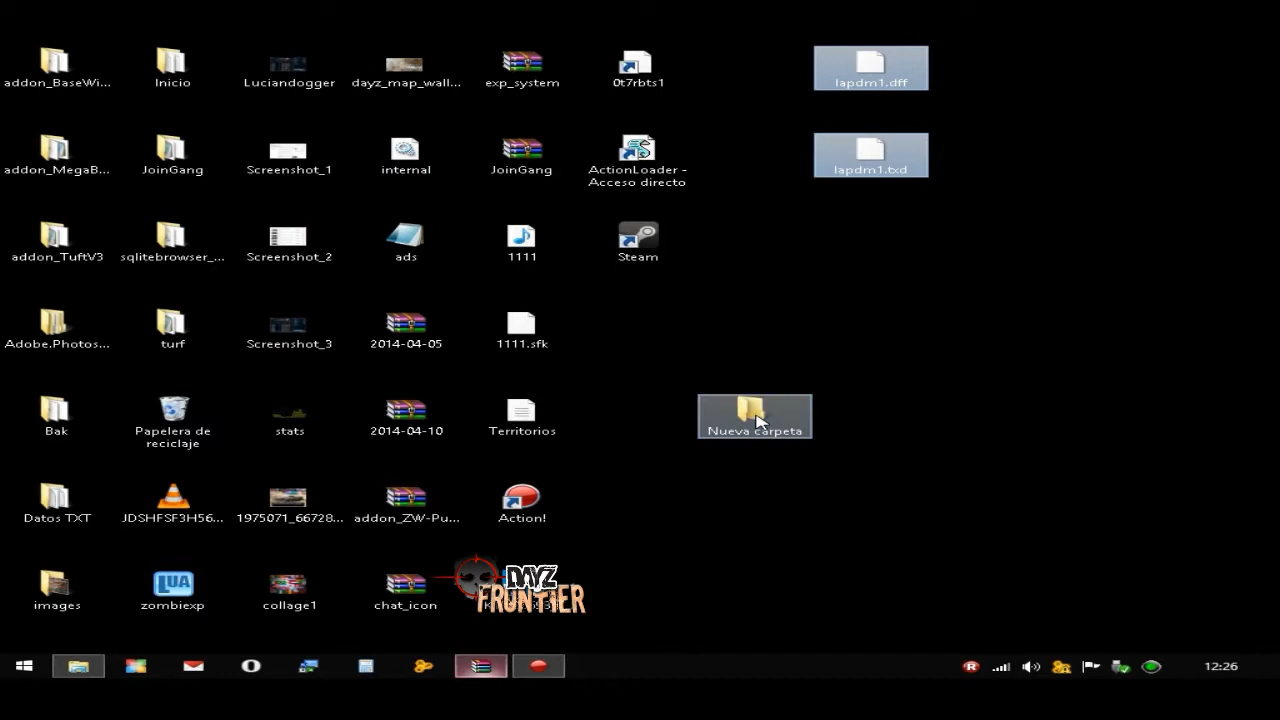 addon_BaseWi...
Inicio
Luciandogger
dayz_map_wall...
exp_system
0t7rbts1
lapdm1.dff
addon_MegaB...
JoinGang
Screenshot_1
internal
JoinGang
ActionLoader -
Acceso directo
lapdm1.txd
addon_TuftV3
sqlitebrowser_...
Screenshot_2
ads
1111
Steam
Adobe.Photos...
turf
Screenshot_3
2014-04-05
1111.sfk
Bak
Papelera de
reciclaje
stats
2014-04-10
Territorios
Nueva carpeta
Datos TXT
JDSHFSF3H56...
1975071_66728...
addon_ZW-Pu...
Action!
images
LUA
zombiexp
collage1
chat_icon
DAYZ
FRONTIER
12:26